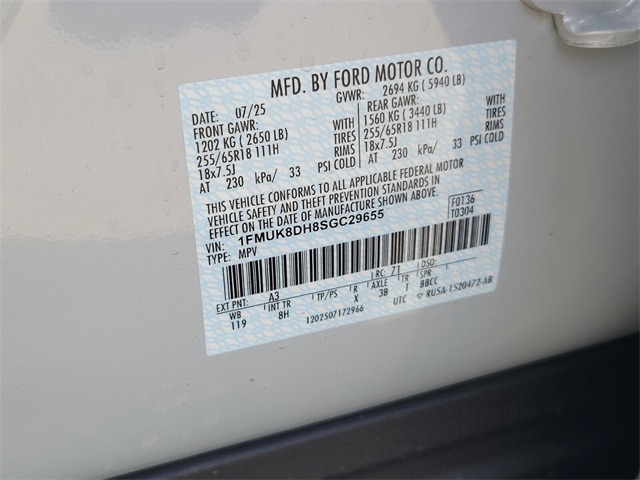 MFD. BY FORD MOTOR CO.
DATE: 07/25 GVWR: 2694 KG ( 5940 LB)
FRONT GAWR: REAR GAWR:
1202 KG ( 2650 LB) WITH 1560 KG ( 3440 LB) WITH
255/65R18 111H TIRES 255/65R18 111H TIRES
18x7.5J RIMS 18x7.5J RIMS
AT 230 kPa/ 33 PSI COLD AT 230 kPa/ 33 PSI COLD
THIS VEHICLE CONFORMS TO ALL APPLICABLE FEDERAL MOTOR
VEHICLE SAFETY AND THEFT PREVENTION STANDARDS IN
EFFECT ON THE DATE OF MANUFACTURE SHOWN ABOVE.
VIN: 1FMUK8DH8SGC29655 F0136
TYPE: MPV T0304
RC: 71 DSO:
EXT PNT: A3
WB INT TR TP/PS R AXLE TR SPR
119 8H X 3B T BBCC
1202507172966 UTC ▽ RU5A-1520472-AB